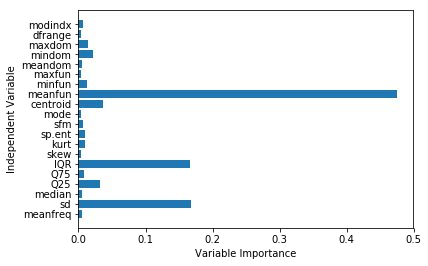 modindx
dfrange
maxdom
mindom
meandom
maxfun
minfun
meanfun
centroid
mode
sfm
sp.ent
kurt
skew
IQR
Q75
Q25
median
sd
meanfreq
Independent Variable
0.0 0.1 0.2 0.3 0.4 0.5
Variable Importance